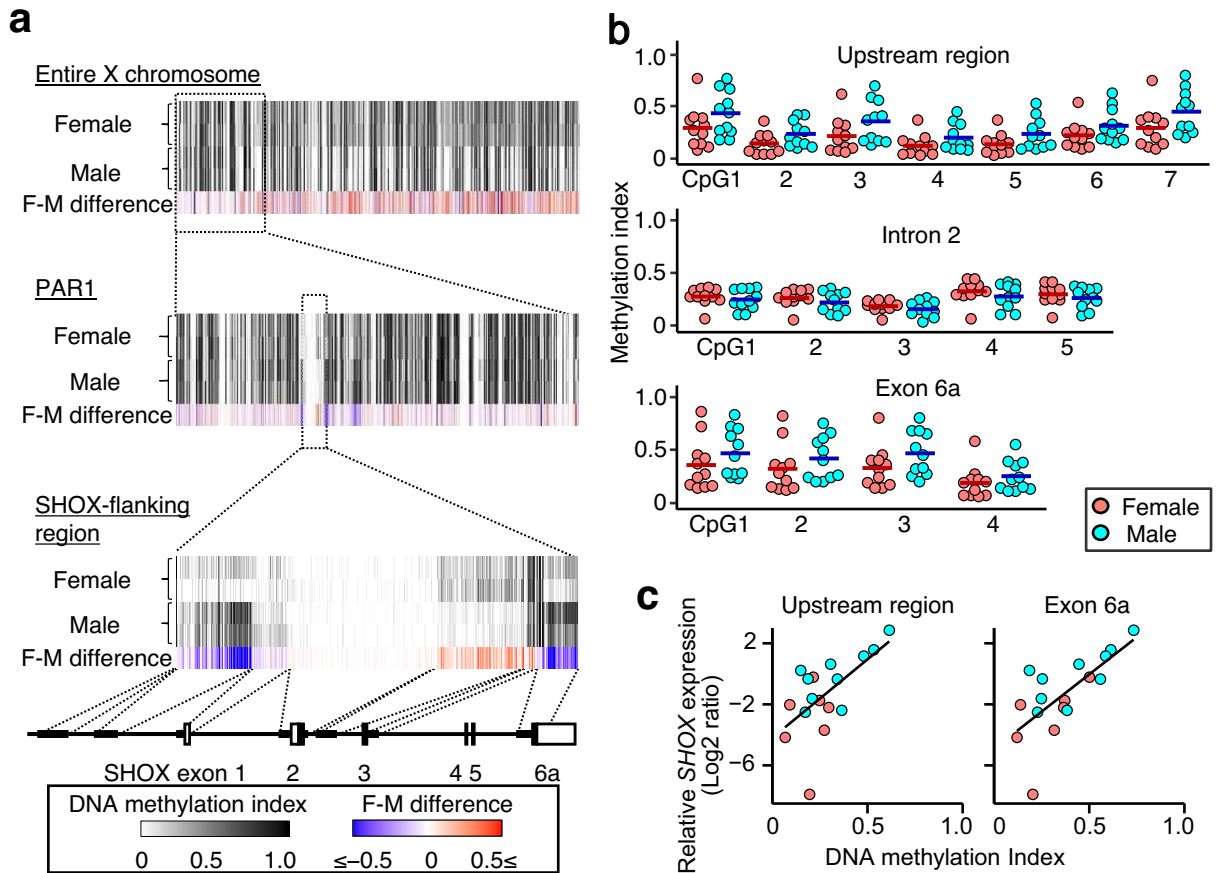 a
Entire X chromosome
Female
Male
F-M difference
PAR1
Female
Male
F-M difference
SHOX-flanking
region
Female
Male
F-M difference
SHOX exon 1 2 3 4 5 6a
DNA methylation index
0 0.5 1.0
F-M difference
≤−0.5 0 0.5≤
b
Methylation index
Upstream region
1.0
0.5
0
CpG1 2 3 4 5 6 7
Intron 2
1.0
0.5
0
CpG1 2 3 4 5
Exon 6a
1.0
0.5
0
CpG1 2 3 4
Female
Male
c
Relative SHOX expression
(Log2 ratio)
Upstream region
2
−2
−6
0 0.5 1.0
Exon 6a
0 0.5 1.0
DNA methylation Index